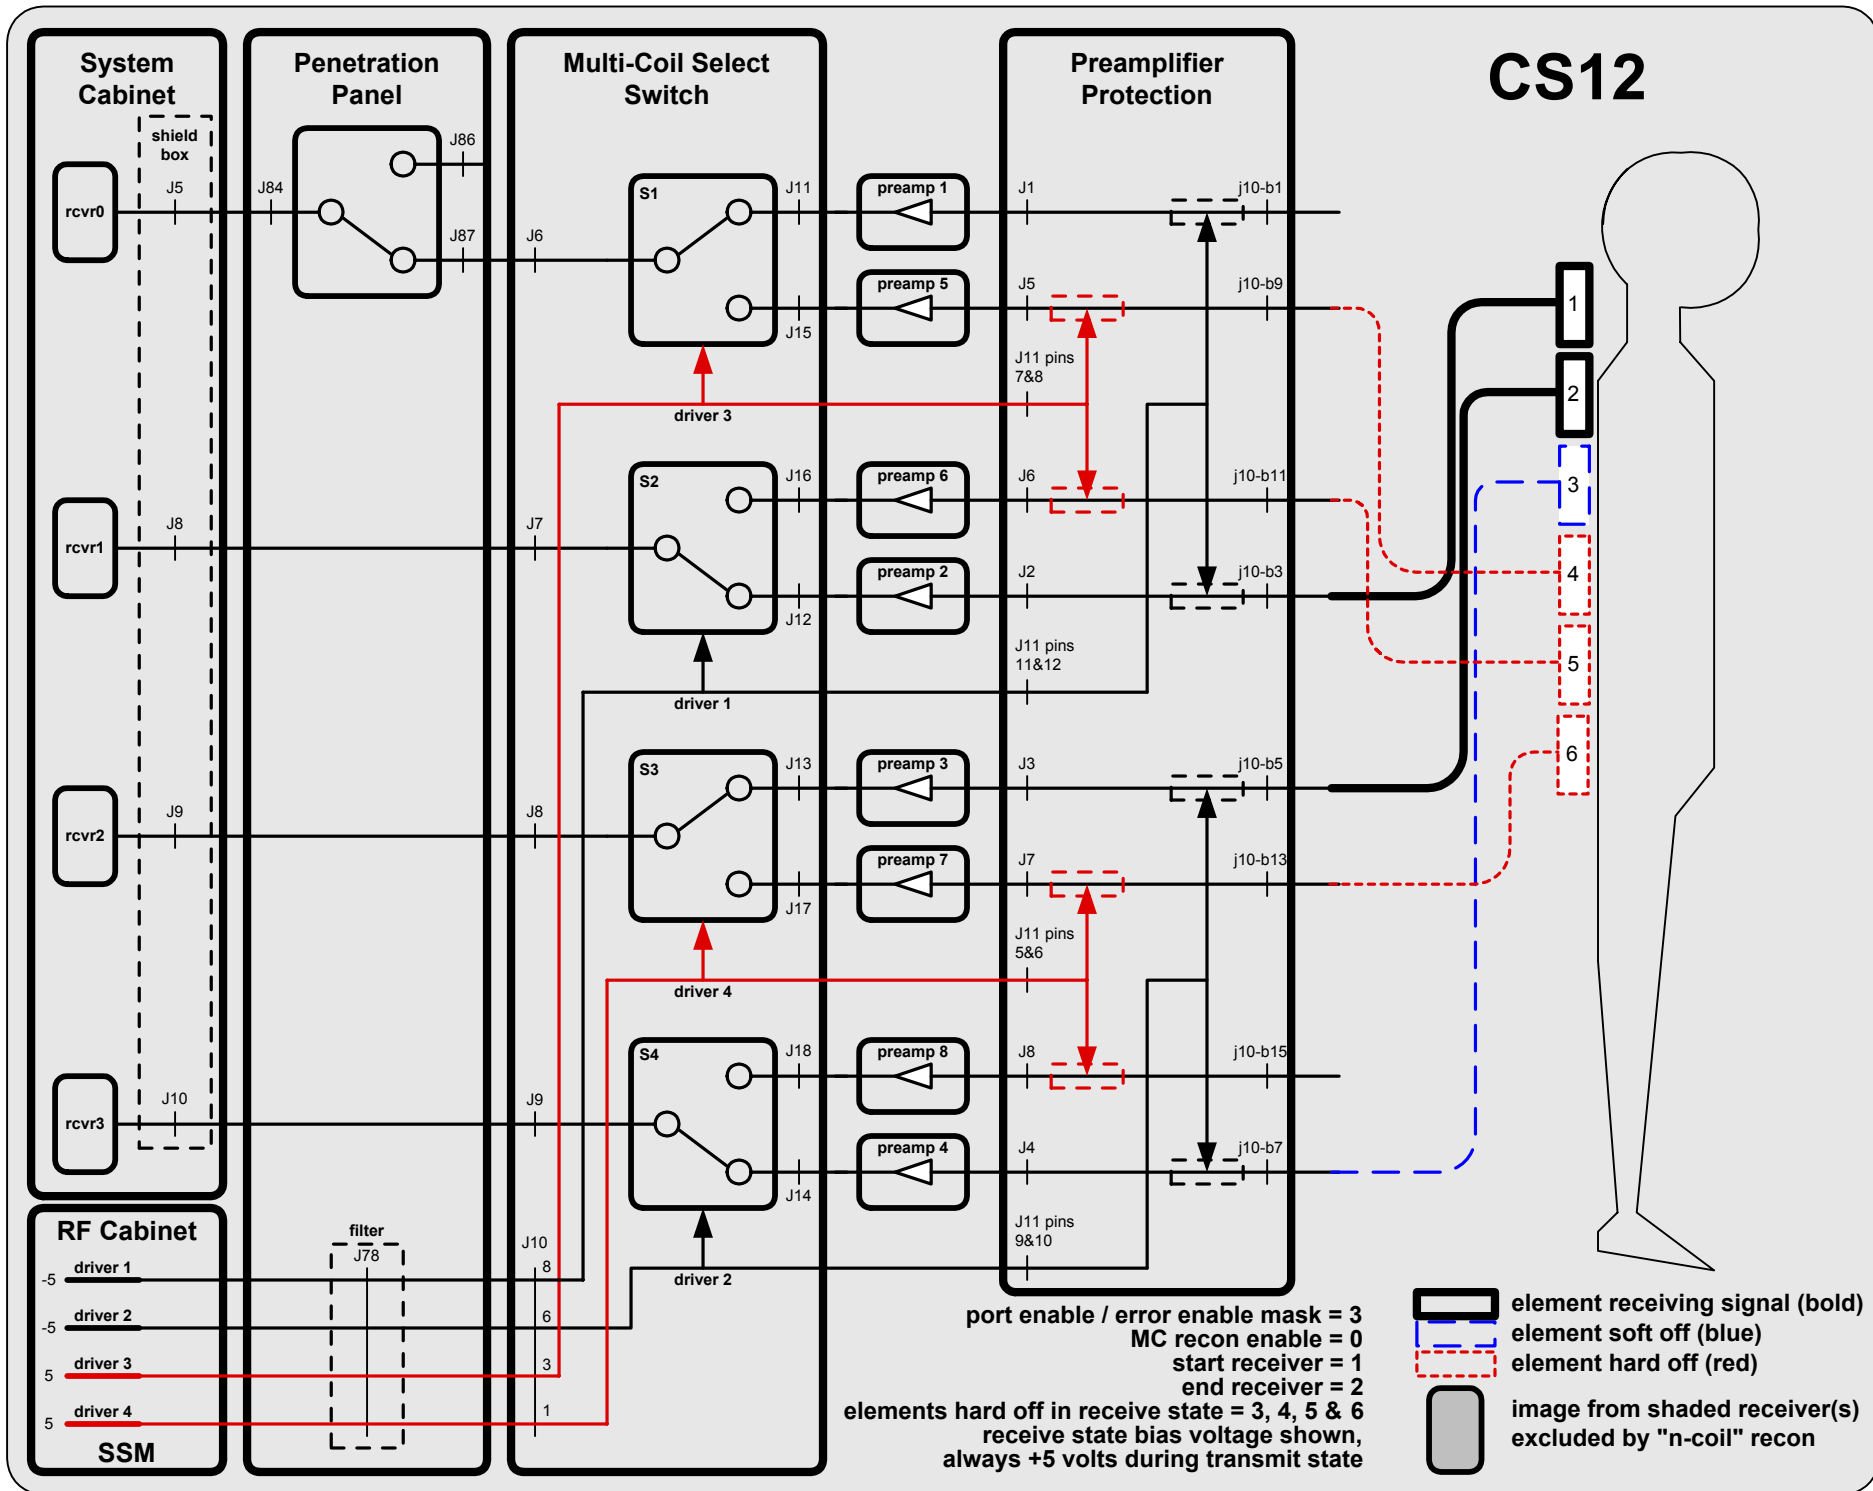 System
Cabinet
Penetration
Panel
Multi-Coil Select
Switch
Preamplifier
Protection
CS12
shield
box
rcvr0
J5
J84
J86
J87
J6
S1
J11
J15
preamp 1
preamp 5
J1
J5
j10-b1
j10-b9
J11 pins
7&8
driver 3
rcvr1
J8
J7
S2
J16
J12
preamp 6
preamp 2
J6
J2
j10-b11
j10-b3
J11 pins
11&12
driver 1
rcvr2
J9
J8
S3
J13
J17
preamp 3
preamp 7
J3
J7
j10-b5
j10-b13
J11 pins
5&6
driver 4
rcvr3
J10
J9
S4
J18
J14
preamp 8
preamp 4
J8
J4
j10-b15
j10-b7
J11 pins
9&10
driver 2
1
2
3
4
5
6
RF Cabinet
-5 driver 1
-5 driver 2
5 driver 3
5 driver 4
SSM
filter
J78
J10
8
6
3
1
port enable / error enable mask = 3
MC recon enable = 0
start receiver = 1
end receiver = 2
elements hard off in receive state = 3, 4, 5 & 6
receive state bias voltage shown,
always +5 volts during transmit state
element receiving signal (bold)
element soft off (blue)
element hard off (red)
image from shaded receiver(s)
excluded by "n-coil" recon